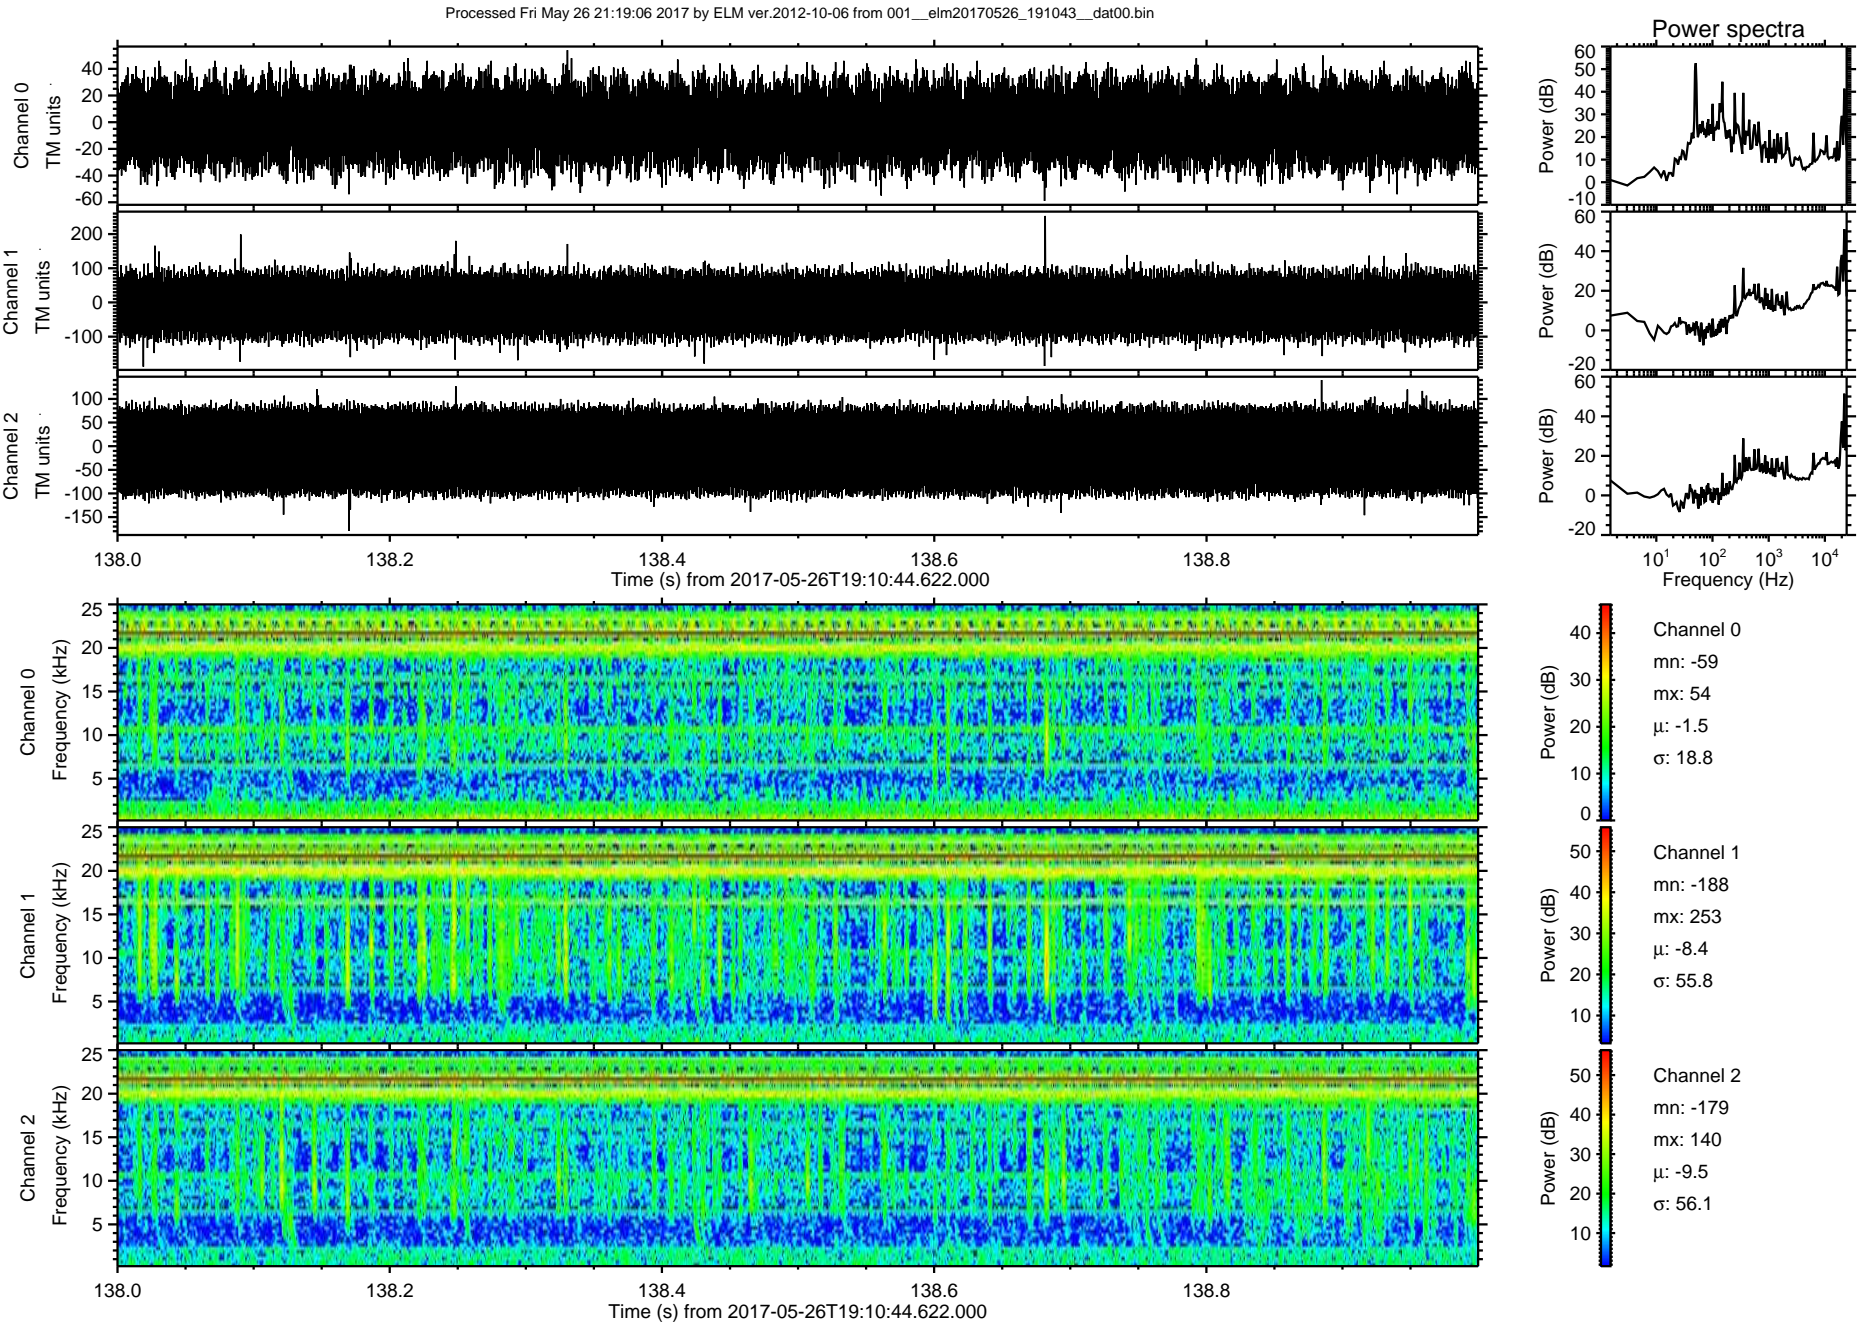 Processed Fri May 26 21:19:06 2017 by ELM ver.2012-10-06 from 001__elm20170526_191043__dat00.bin
Power spectra
Channel 0
TM units
40
20
0
-20
-40
-60
Power (dB)
60
50
40
30
20
10
0
-10
Channel 1
TM units
200
100
0
-100
Power (dB)
60
40
20
0
-20
Channel 2
TM units
100
50
0
-50
-100
-150
Power (dB)
60
40
20
0
-20
138.0 138.2 138.4 138.6 138.8
Time (s) from 2017-05-26T19:10:44.622.000
10^1 10^2 10^3 10^4
Frequency (Hz)
Channel 0
Frequency (kHz)
25
20
15
10
5
Power (dB)
40
30
20
10
0
Channel 0
mn: -59
mx: 54
μ: -1.5
σ: 18.8
Channel 1
Frequency (kHz)
25
20
15
10
5
Power (dB)
50
40
30
20
10
Channel 1
mn: -188
mx: 253
μ: -8.4
σ: 55.8
Channel 2
Frequency (kHz)
25
20
15
10
5
Power (dB)
50
40
30
20
10
Channel 2
mn: -179
mx: 140
μ: -9.5
σ: 56.1
138.0 138.2 138.4 138.6 138.8
Time (s) from 2017-05-26T19:10:44.622.000